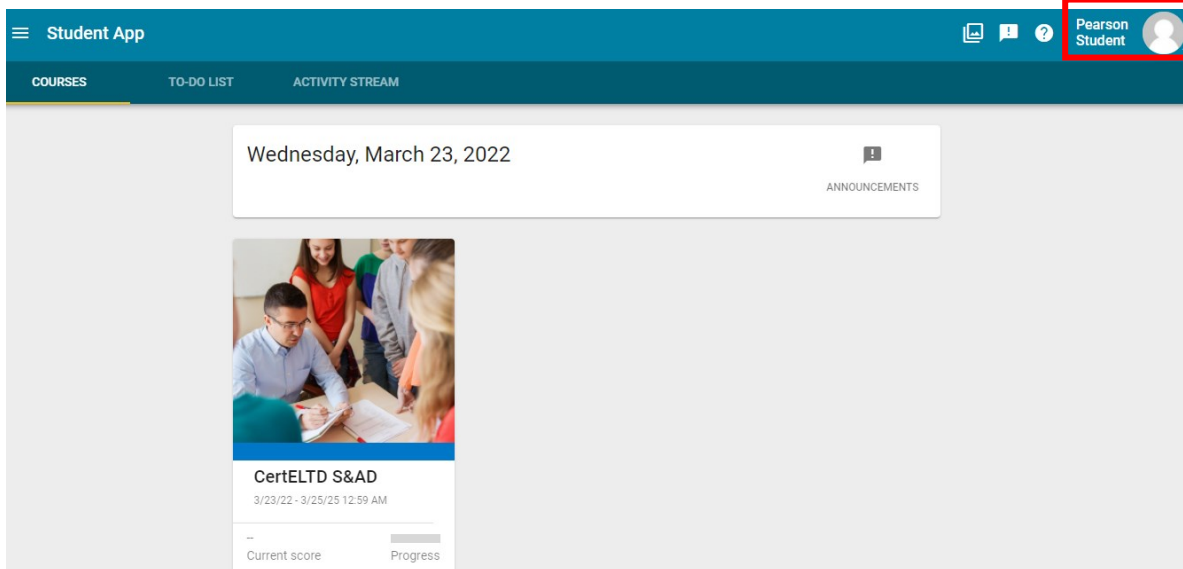 Student App
Pearson
Student
COURSES
TO-DO LIST
ACTIVITY STREAM
Wednesday, March 23, 2022
ANNOUNCEMENTS
CertELTD S&AD
3/23/22 - 3/25/25 12:59 AM
--
Current score
Progress